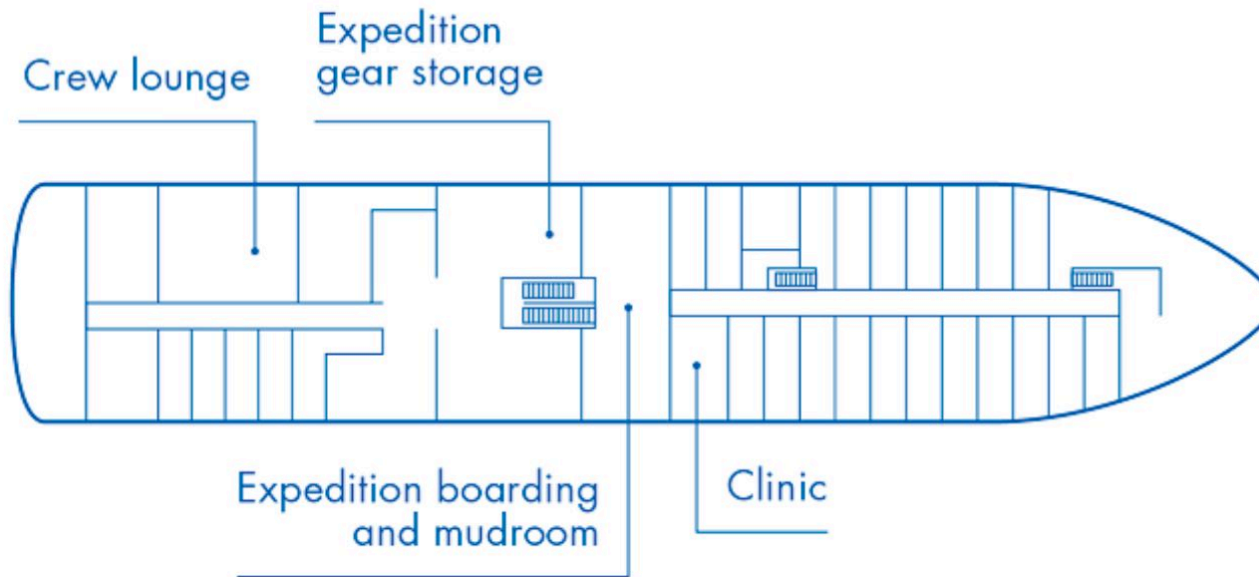 Expedition
gear storage
Crew lounge
Expedition boarding
and mudroom
Clinic